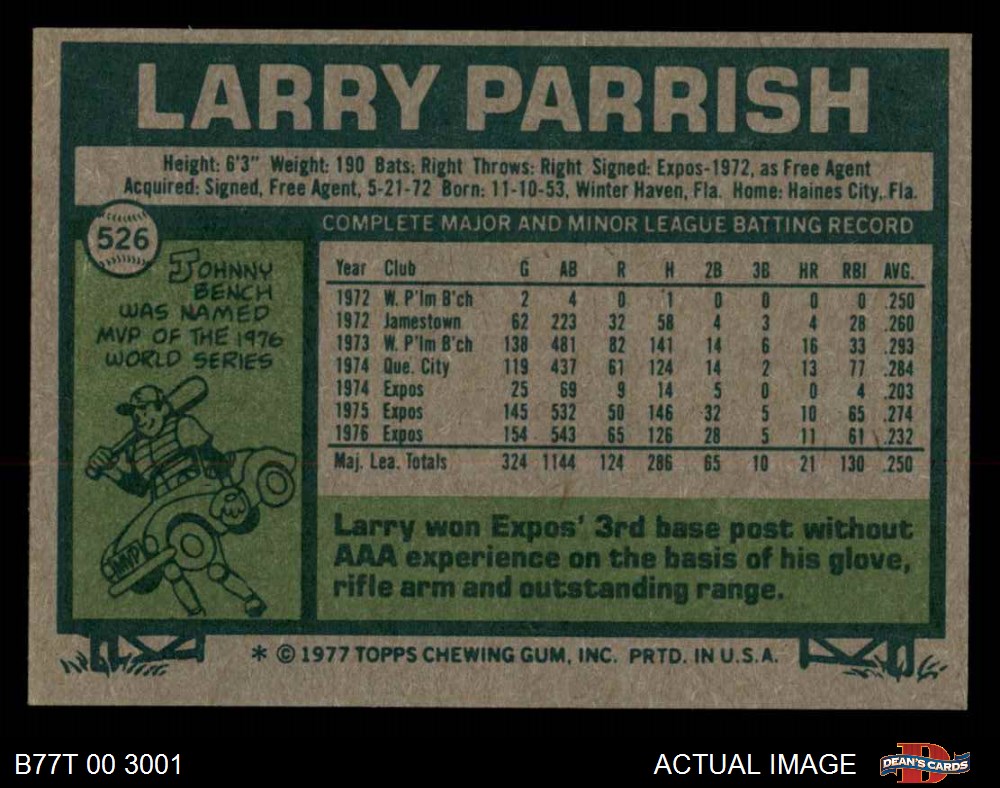 LARRY PARRISH
Height: 6'3" Weight: 190 Bats: Right Throws: Right Signed: Expos-1972, as Free Agent
Acquired: Signed, Free Agent, 5-21-72 Born: 11-10-53, Winter Haven, Fla. Home: Haines City, Fla.
526
JOHNNY
BENCH
WAS NAMED
MVP OF THE 1976
WORLD SERIES
MVP
COMPLETE MAJOR AND MINOR LEAGUE BATTING RECORD
Year Club G AB R H 2B 3B HR RBI AVG.
1972 W. P'lm B'ch 2 4 0 1 0 0 0 0 .250
1972 Jamestown 62 223 32 58 4 3 4 28 .260
1973 W. P'lm B'ch 138 481 82 141 14 6 16 33 .293
1974 Que. City 119 437 61 124 14 2 13 77 .284
1974 Expos 25 69 9 14 5 0 0 4 .203
1975 Expos 145 532 50 146 32 5 10 65 .274
1976 Expos 154 543 65 126 28 5 11 61 .232
Maj. Lea. Totals 324 1144 124 286 65 10 21 130 .250
Larry won Expos' 3rd base post without
AAA experience on the basis of his glove,
rifle arm and outstanding range.
* © 1977 TOPPS CHEWING GUM, INC. PRTD. IN U.S.A.
B77T 00 3001
ACTUAL IMAGE
D
DEAN'S CARDS